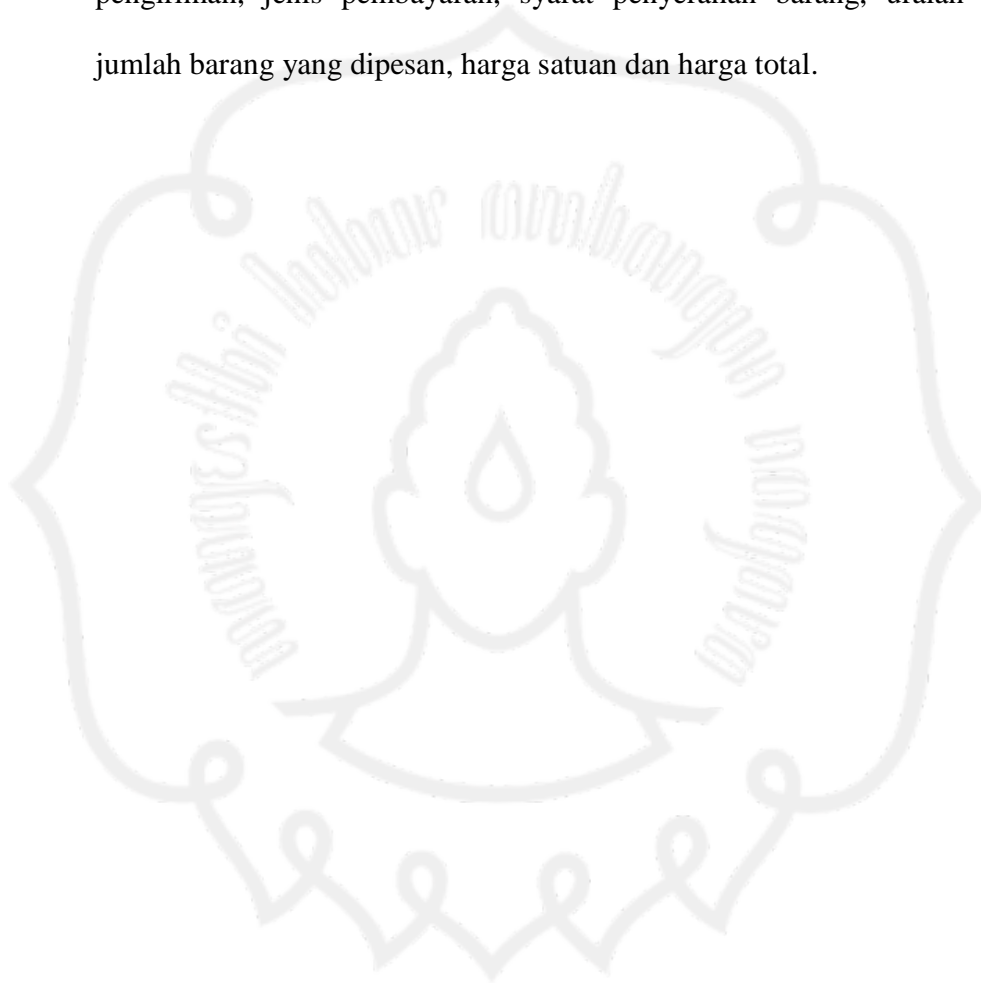 pengiriman, jenis pembayaran, syarat penyerahan barang, uraian
jumlah barang yang dipesan, harga satuan dan harga total.